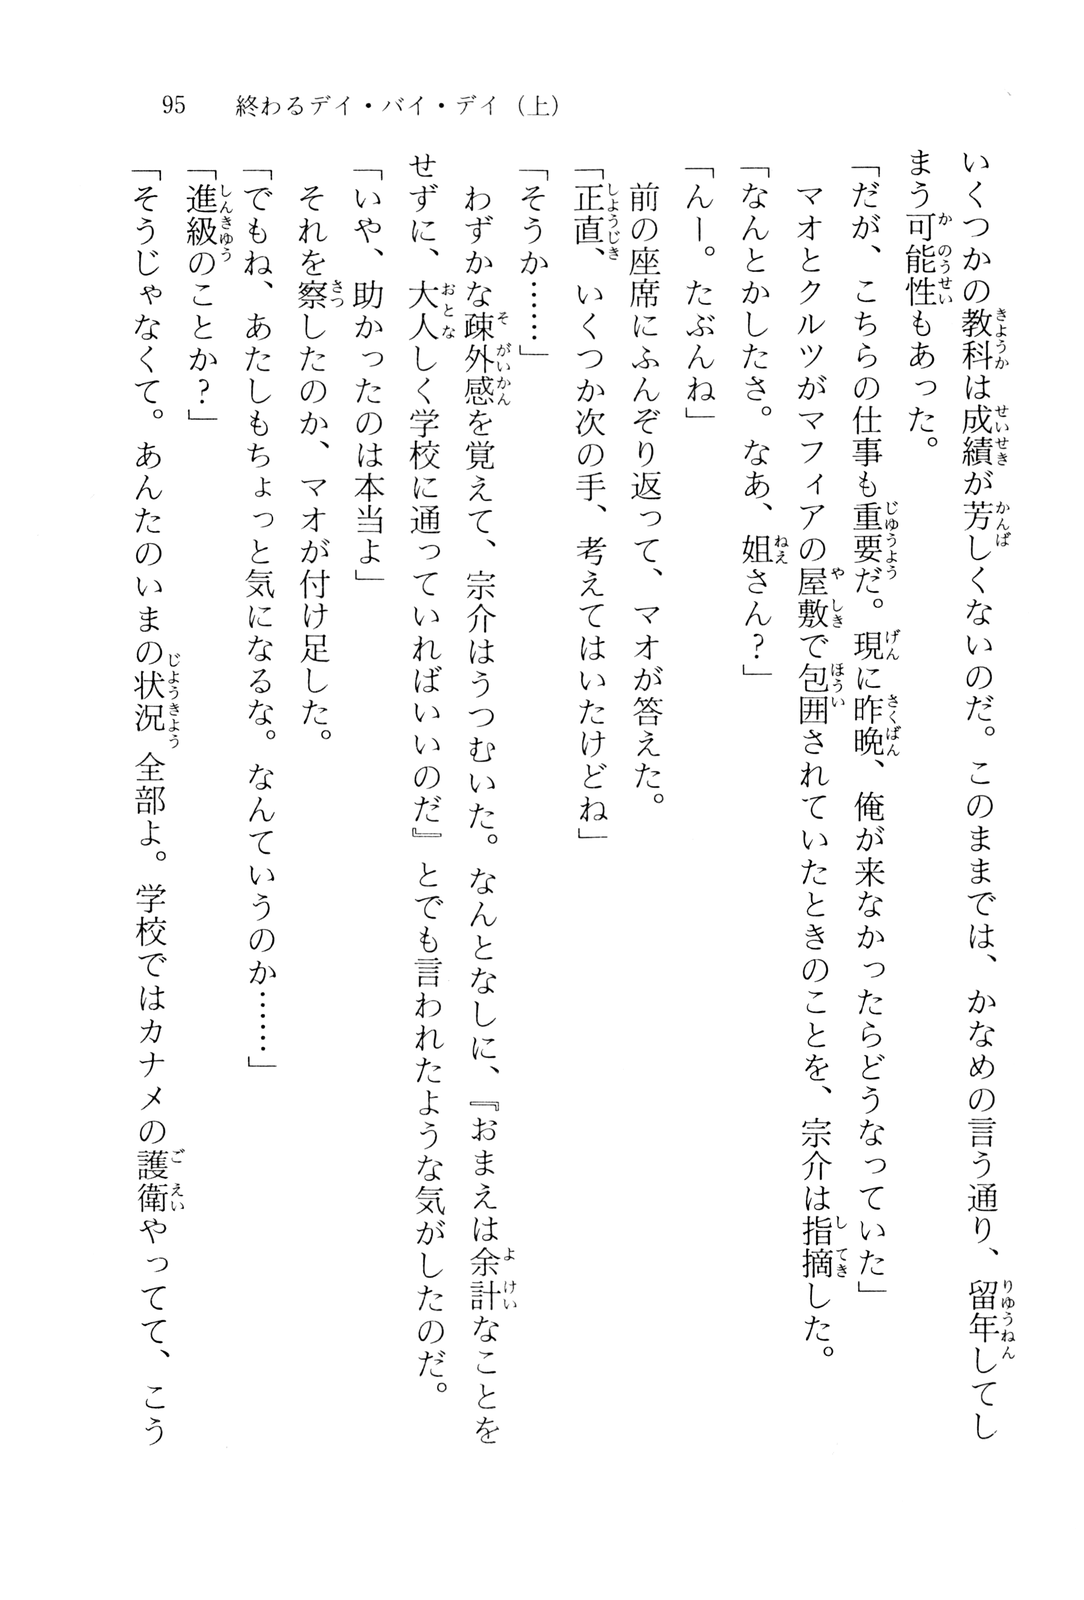 95　終わるデイ・バイ・デイ（上）
いくつかの教科は成績が芳しくないのだ。このままでは、かなめの言う通り、留年してし
まう可能性もあった。
「だが、こちらの仕事も重要だ。現に昨晩、俺が来なかったらどうなっていた」
　マオとクルツがマフィアの屋敷で包囲されていたときのことを、宗介は指摘した。
「なんとかしたさ。なあ、姐さん？」
「んー。たぶんね」
　前の座席にふんぞり返って、マオが答えた。
「正直、いくつか次の手、考えてはいたけどね」
「そうか……」
　わずかな疎外感を覚えて、宗介はうつむいた。なんとなしに、『おまえは余計なことを
せずに、大人しく学校に通っていればいいのだ』とでも言われたような気がしたのだ。
「いや、助かったのは本当よ」
　それを察したのか、マオが付け足した。
「でもね、あたしもちょっと気になるな。なんていうのか……」
「進級のことか？」
「そうじゃなくて。あんたのいまの状況全部よ。学校ではカナメの護衛やってて、こう